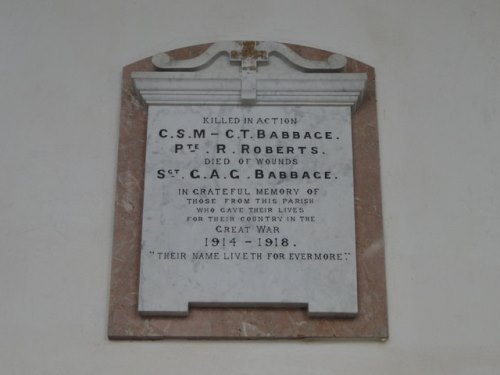 KILLED IN ACTION
C.S.M – C.T. BABBAGE.
PTE. R. ROBERTS.
DIED OF WOUNDS
SGT. G.A.G. BABBAGE.
IN GRATEFUL MEMORY OF
THOSE FROM THIS PARISH
WHO GAVE THEIR LIVES
FOR THEIR COUNTRY IN THE
GREAT WAR
1914 – 1918.
"THEIR NAME LIVETH FOR EVERMORE".